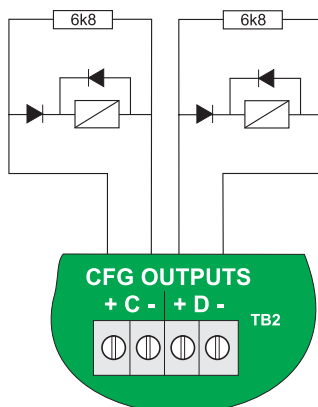 6k8 6k8
CFG OUTPUTS
+ C - + D -
TB2